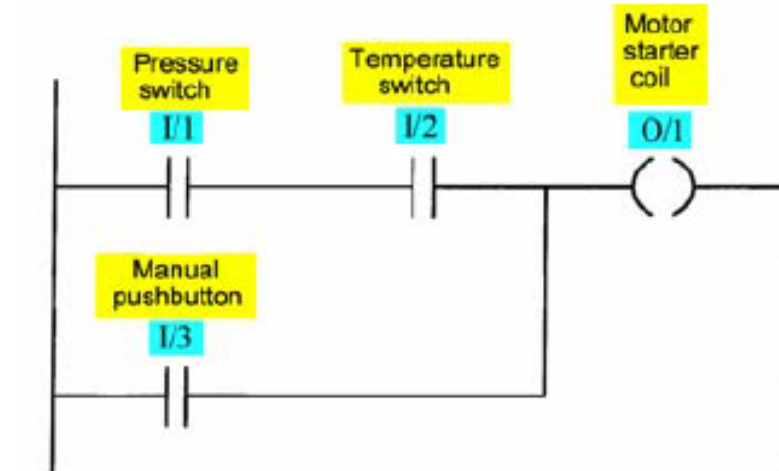 Pressure
switch
I/1
Temperature
switch
I/2
Motor
starter
coil
O/1
Manual
pushbutton
I/3